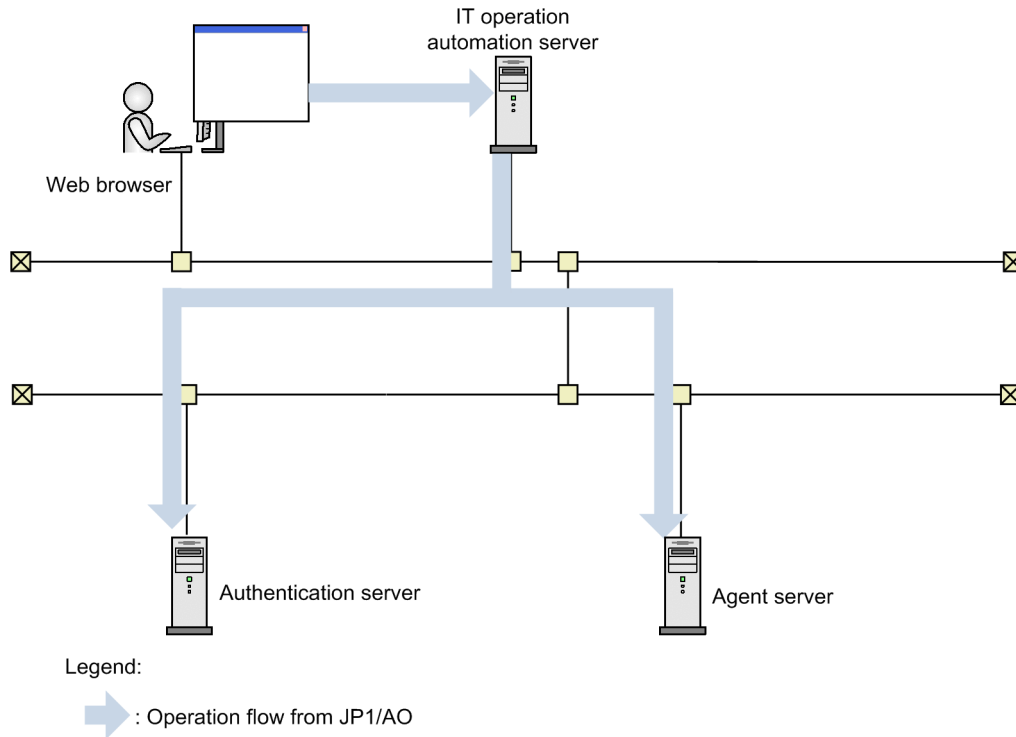 IT operation
automation server
Web browser
Authentication server
Agent server
Legend:
: Operation flow from JP1/AO